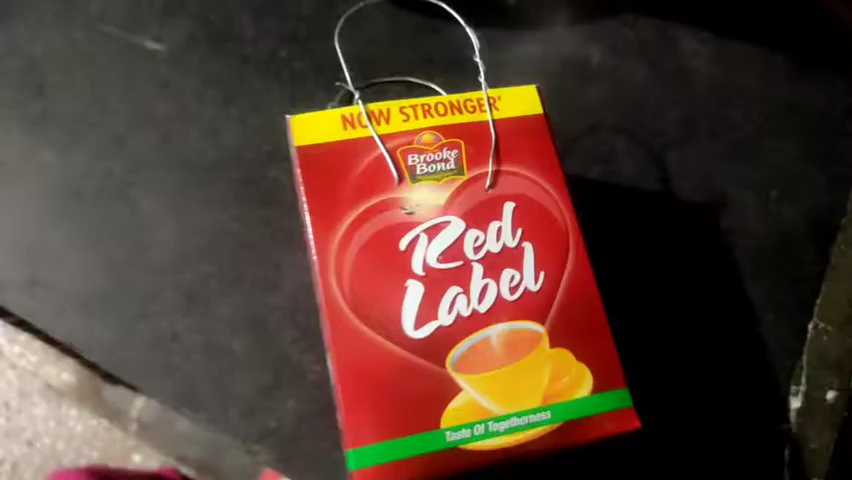 NOW STRONGER*
Brooke
Bond
Red
Label
Taste Of Togetherness